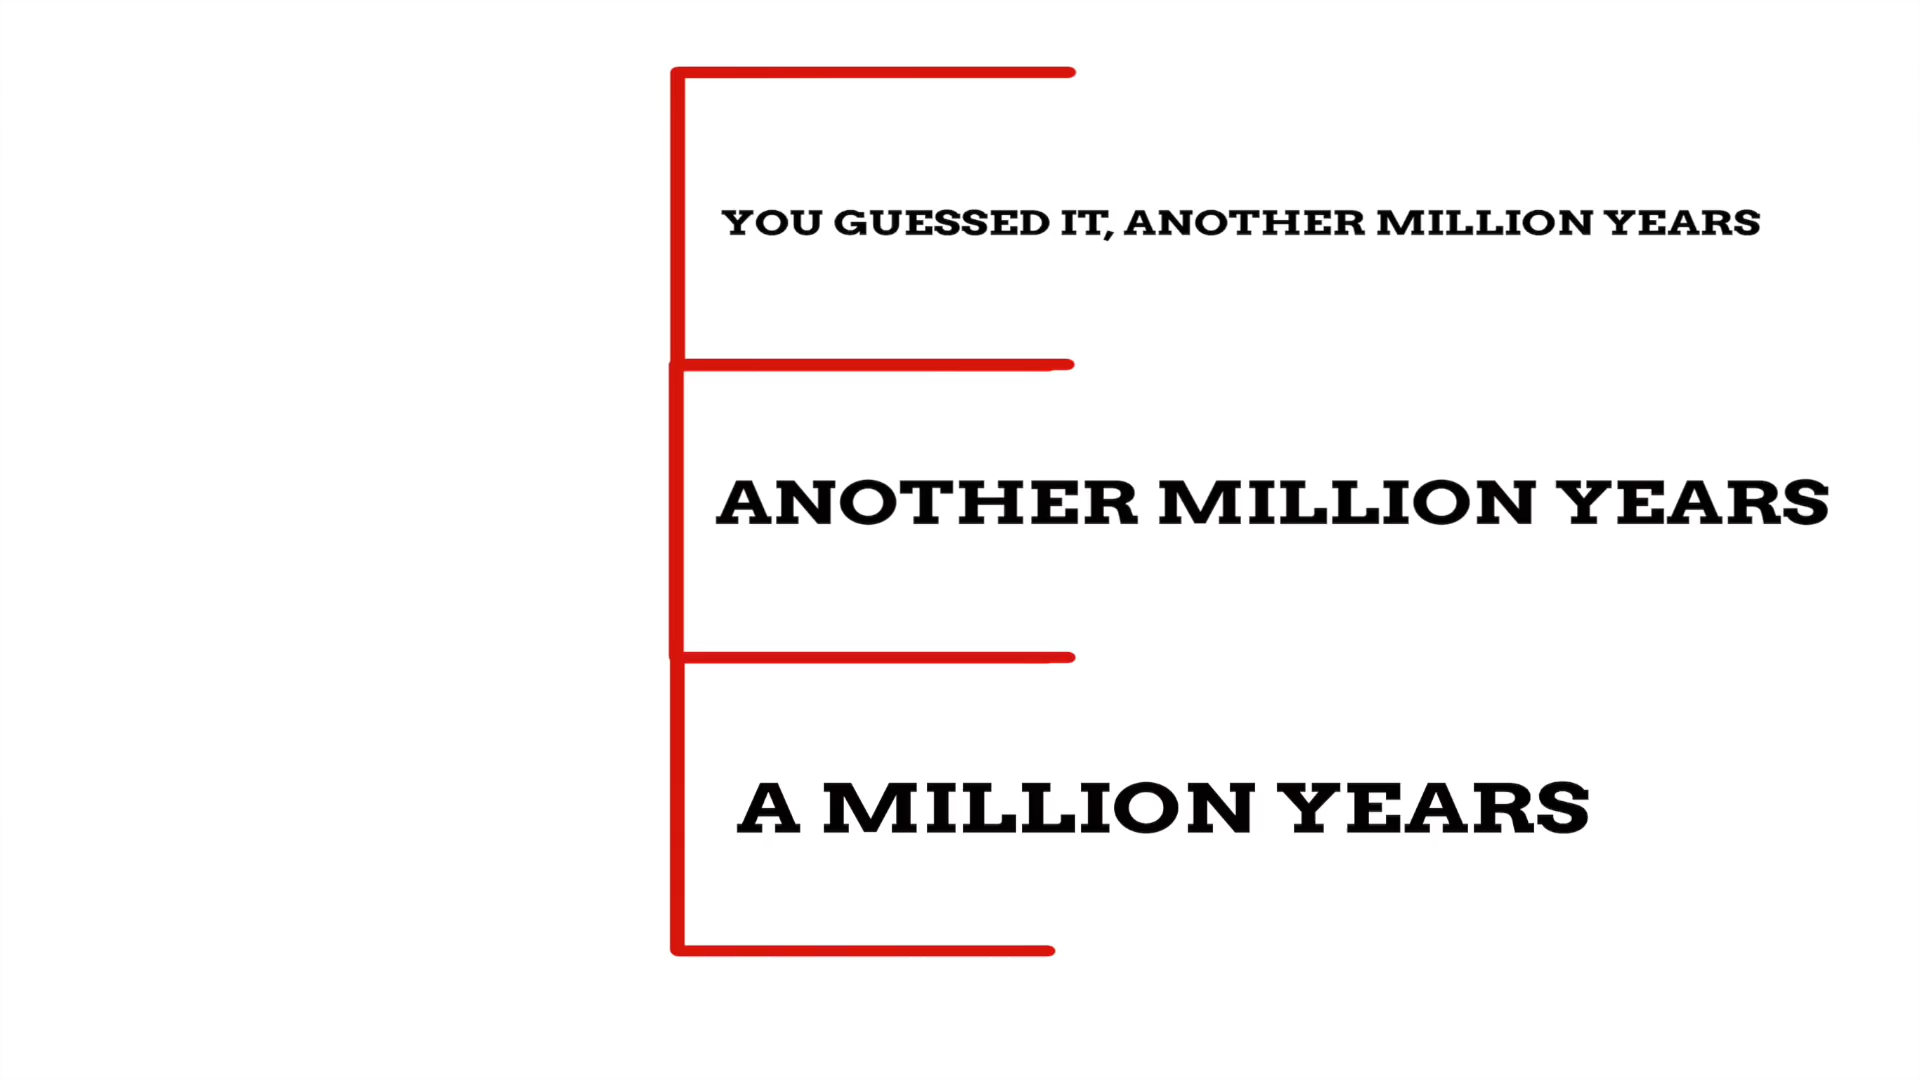 YOU GUESSED IT, ANOTHER MILLION YEARS
ANOTHER MILLION YEARS
A MILLION YEARS